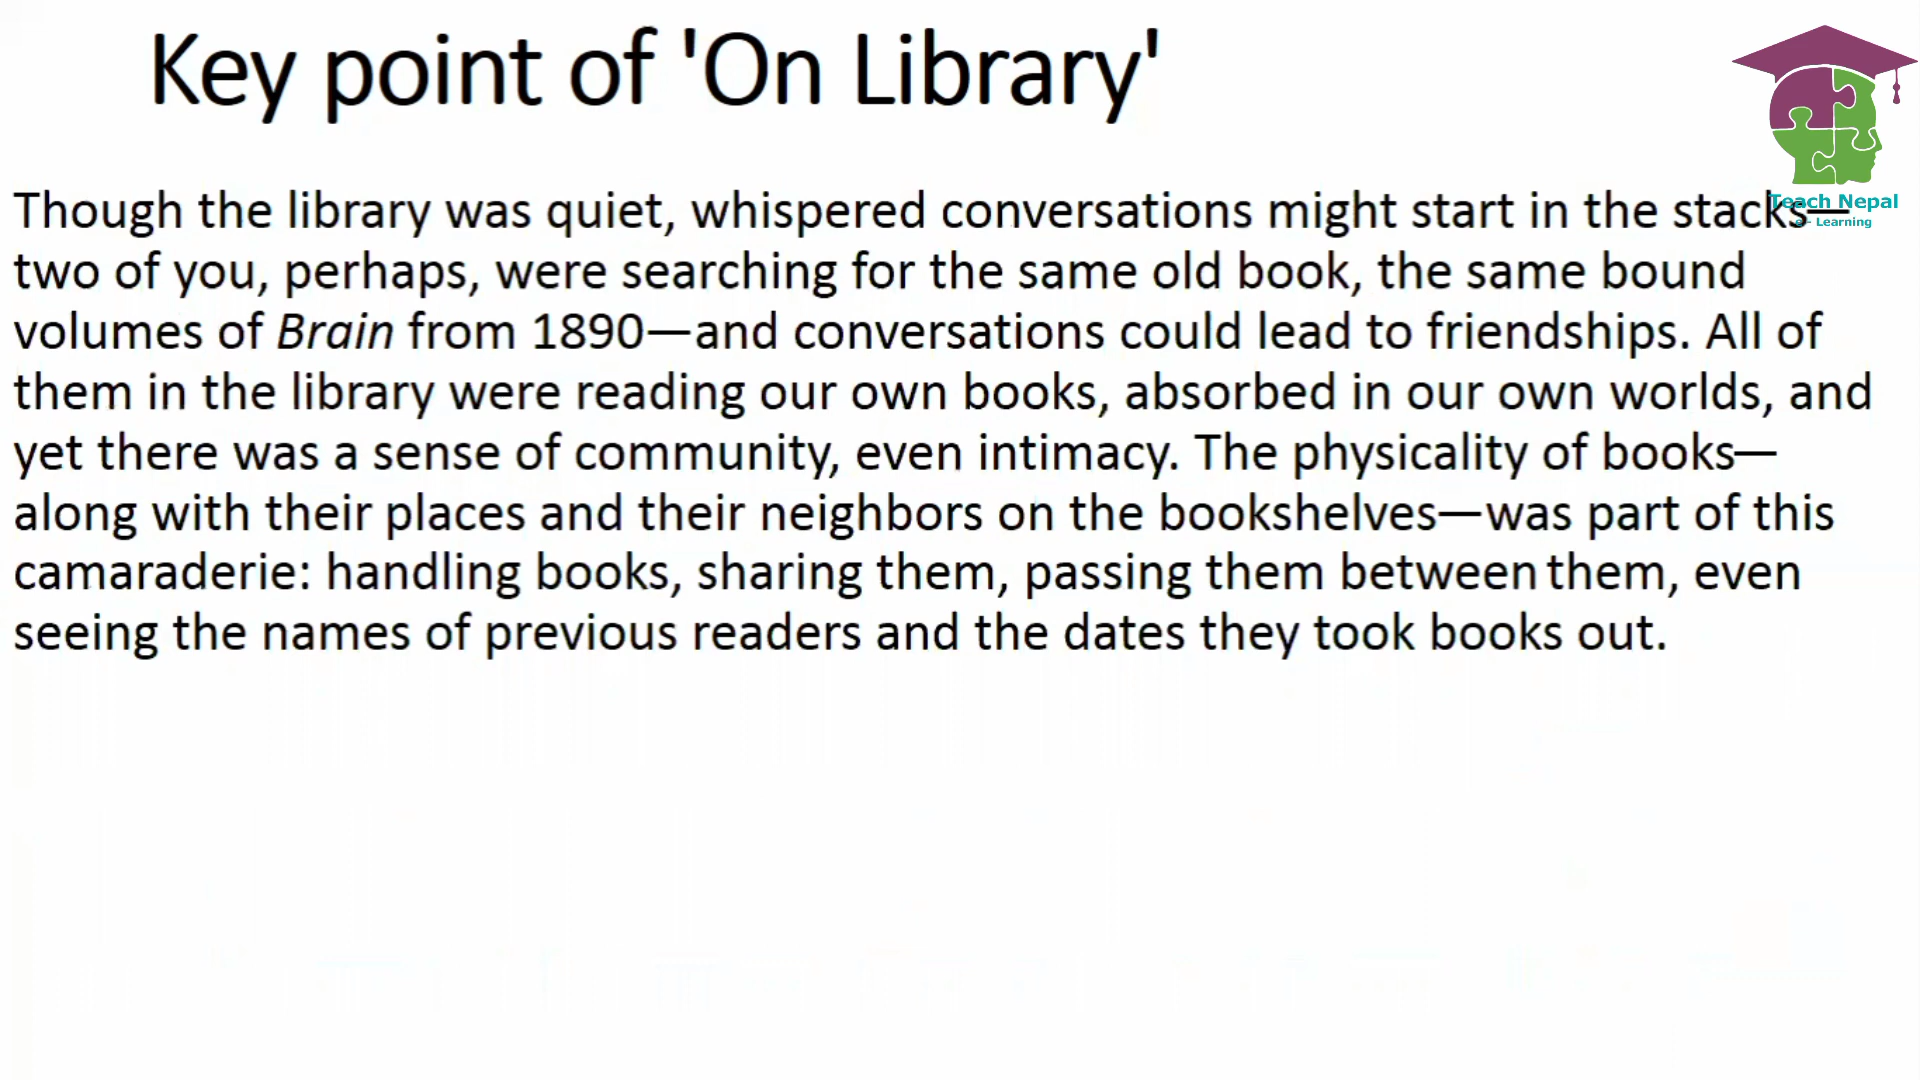 Key point of 'On Library'
Though the library was quiet, whispered conversations might start in the stacks—
Teach Nepal
e - Learning
two of you, perhaps, were searching for the same old book, the same bound
volumes of Brain from 1890—and conversations could lead to friendships. All of
them in the library were reading our own books, absorbed in our own worlds, and
yet there was a sense of community, even intimacy. The physicality of books—
along with their places and their neighbors on the bookshelves—was part of this
camaraderie: handling books, sharing them, passing them between them, even
seeing the names of previous readers and the dates they took books out.